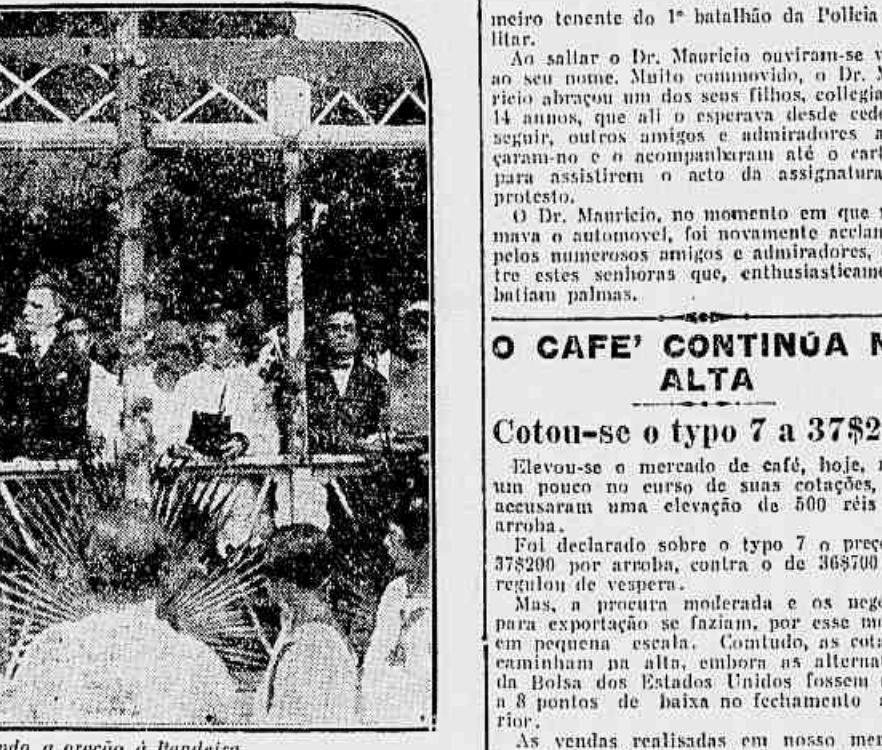 meiro tenente do 1º batalhão da Policia
litar.
Ao saltar o Dr. Mauricio ouviram-se v
ao seu nome. Muito commovido, o Dr. M
ricio abraçou um dos seus filhos, collegia
14 annos, que ali o esperava desde cedo
seguir, outros amigos e admiradores a
çaram-no e o acompanharam até o cart
para assistirem o acto da assignatura
protesto.
O Dr. Mauricio, no momento em que t
mava o automovel, foi novamente acclam
pelos numerosos amigos e admiradores,
tre estes senhoras que, enthusiasticame
batiam palmas.
O CAFE' CONTINÚA N
ALTA
Cotou-se o typo 7 a 37$2
Elevou-se o mercado de café, hoje,
um pouco no curso de suas cotações,
accusaram uma elevação de 500 réis
arroba.
Foi declarado sobre o typo 7 o preç
37$200 por arroba, contra o de 36$700
regulou de vespera.
Mas, a procura moderada e os nego
para exportação se faziam, por esse mo
em pequena escala. Comtudo, as cota
caminham na alta, embora as alterna
da Bolsa dos Estados Unidos fossem
a 8 pontos de baixa no fechamento a
rior.
As vendas realisadas em nosso mer
ndo a oração á Bandeira